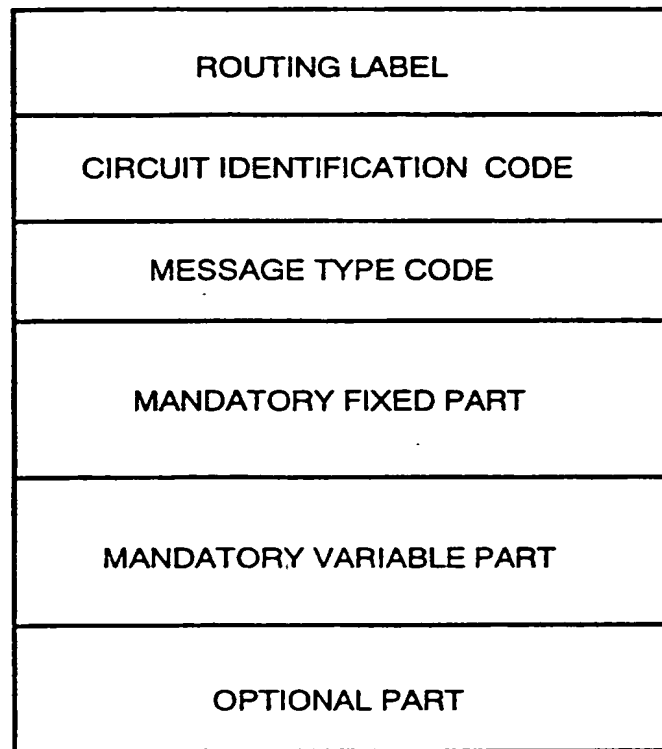 ROUTING LABEL
CIRCUIT IDENTIFICATION CODE
MESSAGE TYPE CODE
MANDATORY FIXED PART
MANDATORY VARIABLE PART
OPTIONAL PART